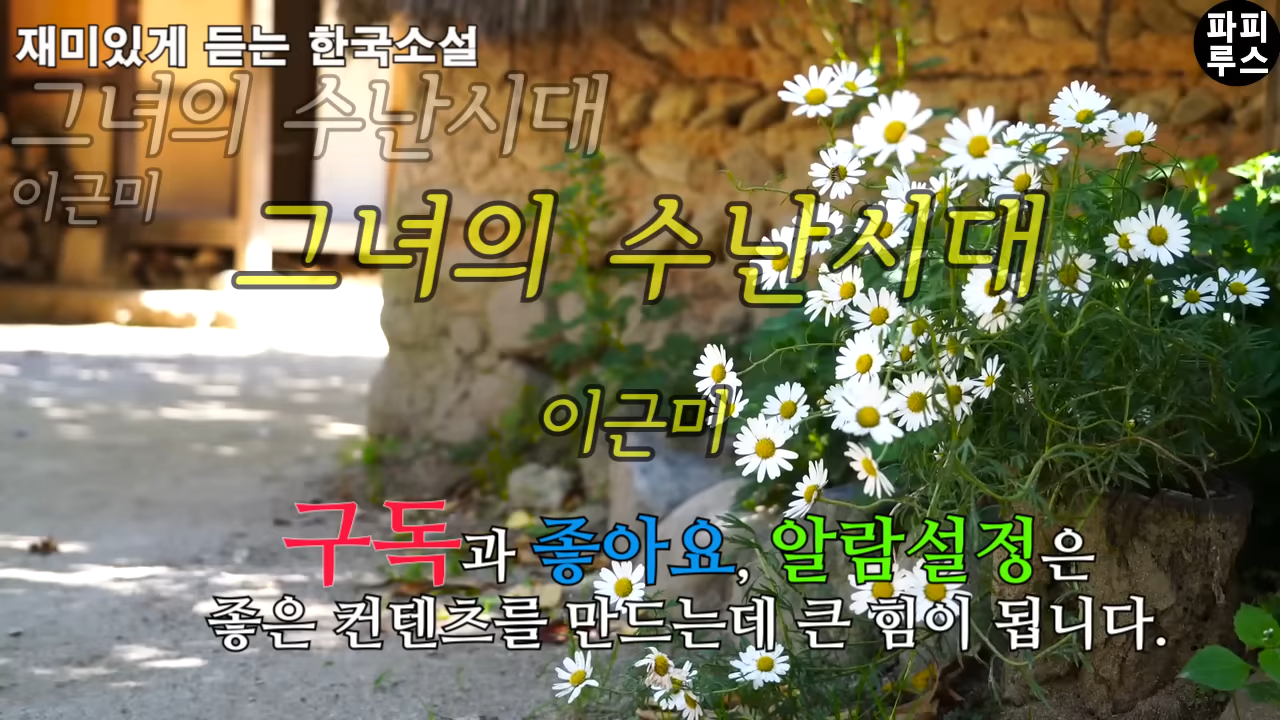 재미있게 듣는 한국소설
파피
루스
그녀의 수난시대
이근미
그녀의 수난시대
이근미
구독과 좋아요, 알람설정은
좋은 컨텐츠를 만드는데 큰 힘이 됩니다.